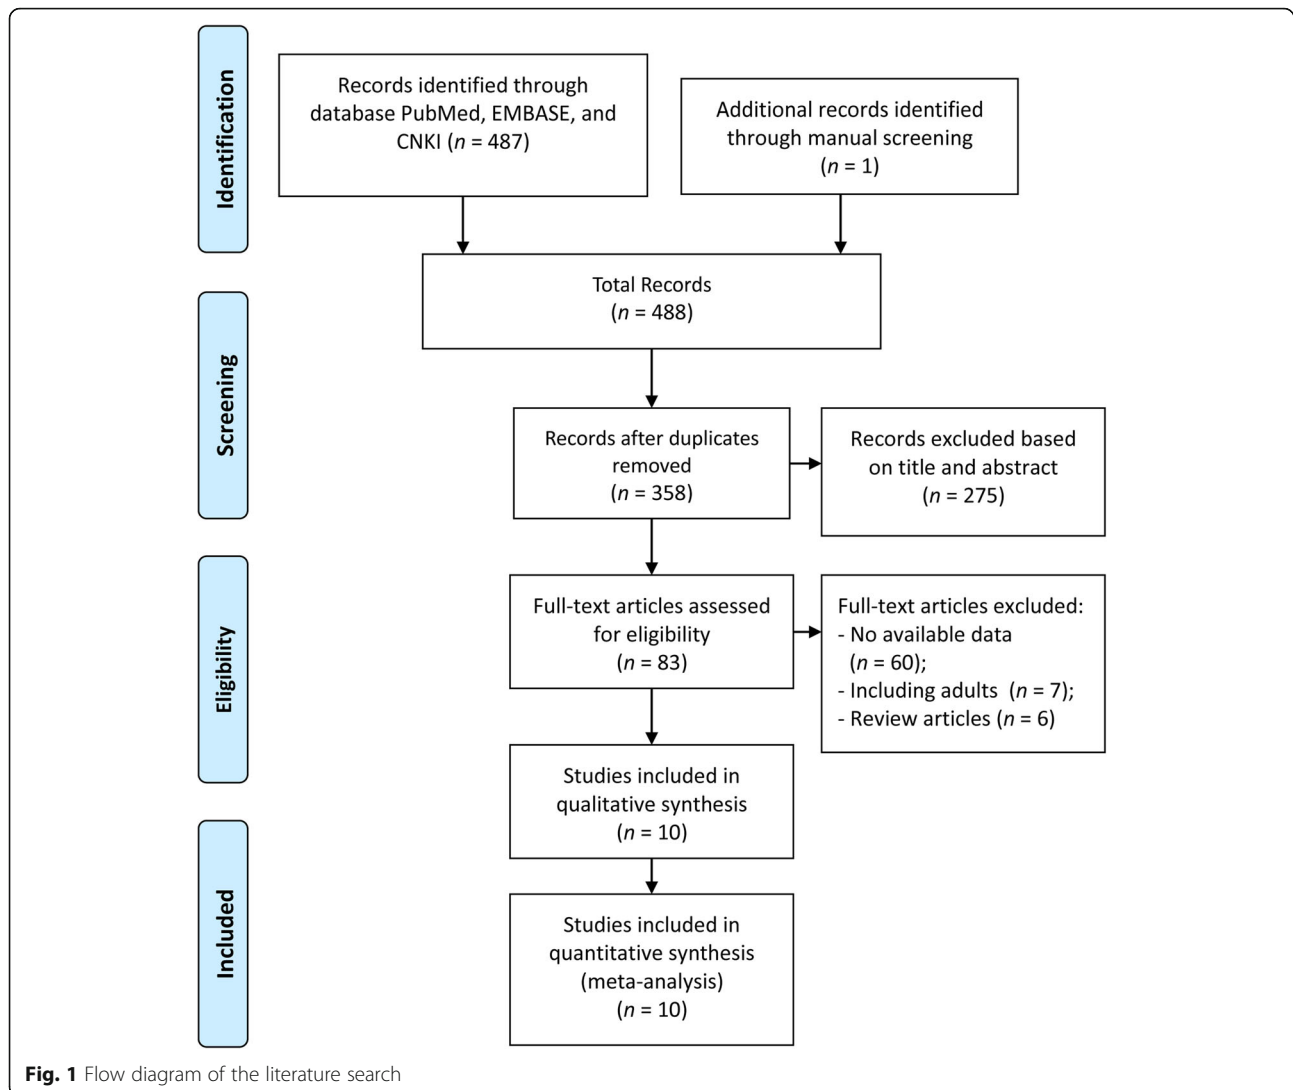 Identification
Records identified through
database PubMed, EMBASE, and
CNKI (n = 487)
Additional records identified
through manual screening
(n = 1)
Total Records
(n = 488)
Screening
Records after duplicates
removed
(n = 358)
Records excluded based
on title and abstract
(n = 275)
Eligibility
Full-text articles assessed
for eligibility
(n = 83)
Full-text articles excluded:
- No available data
(n = 60);
- Including adults (n = 7);
- Review articles (n = 6)
Studies included in
qualitative synthesis
(n = 10)
Included
Studies included in
quantitative synthesis
(meta-analysis)
(n = 10)
Fig. 1 Flow diagram of the literature search